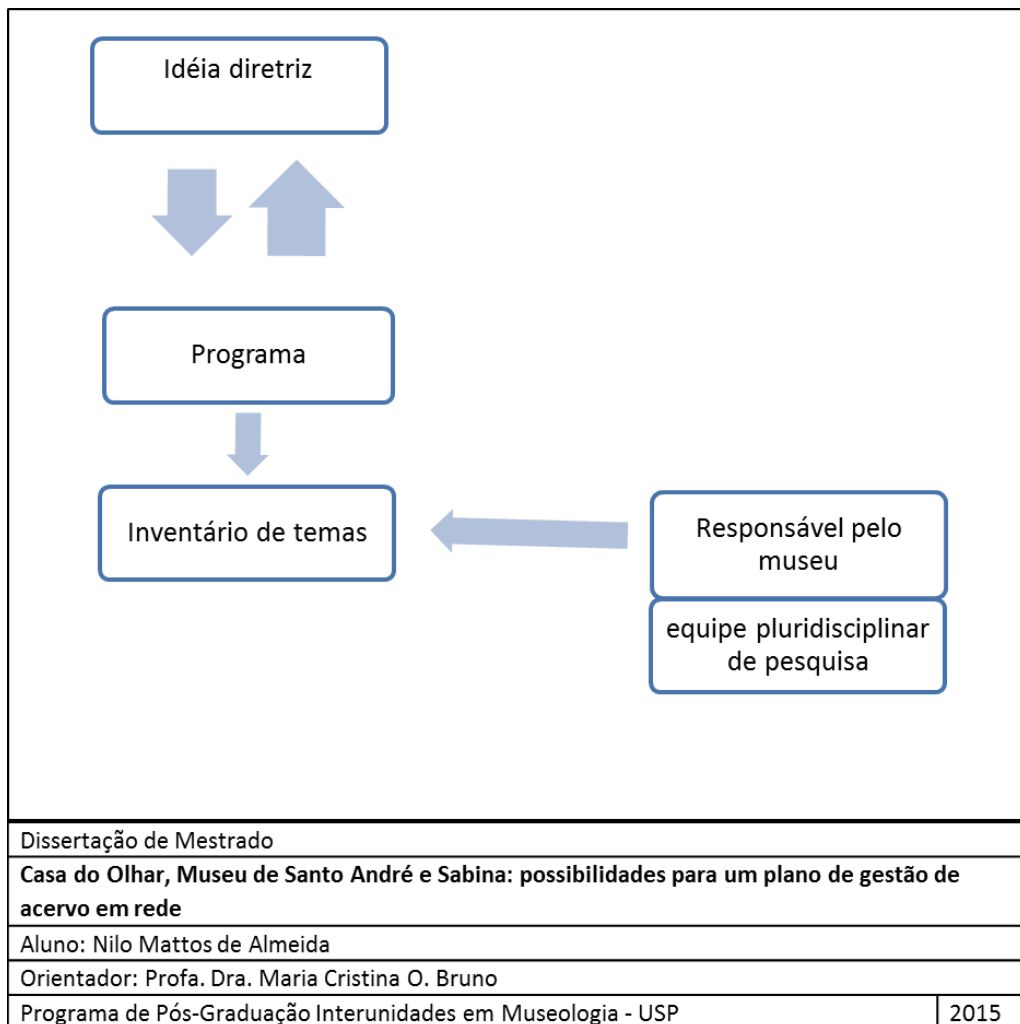 Idéia diretriz
Programa
Inventário de temas
Responsável pelo
museu
equipe pluridisciplinar
de pesquisa
Dissertação de Mestrado
Casa do Olhar, Museu de Santo André e Sabina: possibilidades para um plano de gestão de
acervo em rede
Aluno: Nilo Mattos de Almeida
Orientador: Profa. Dra. Maria Cristina O. Bruno
Programa de Pós-Graduação Interunidades em Museologia - USP
2015